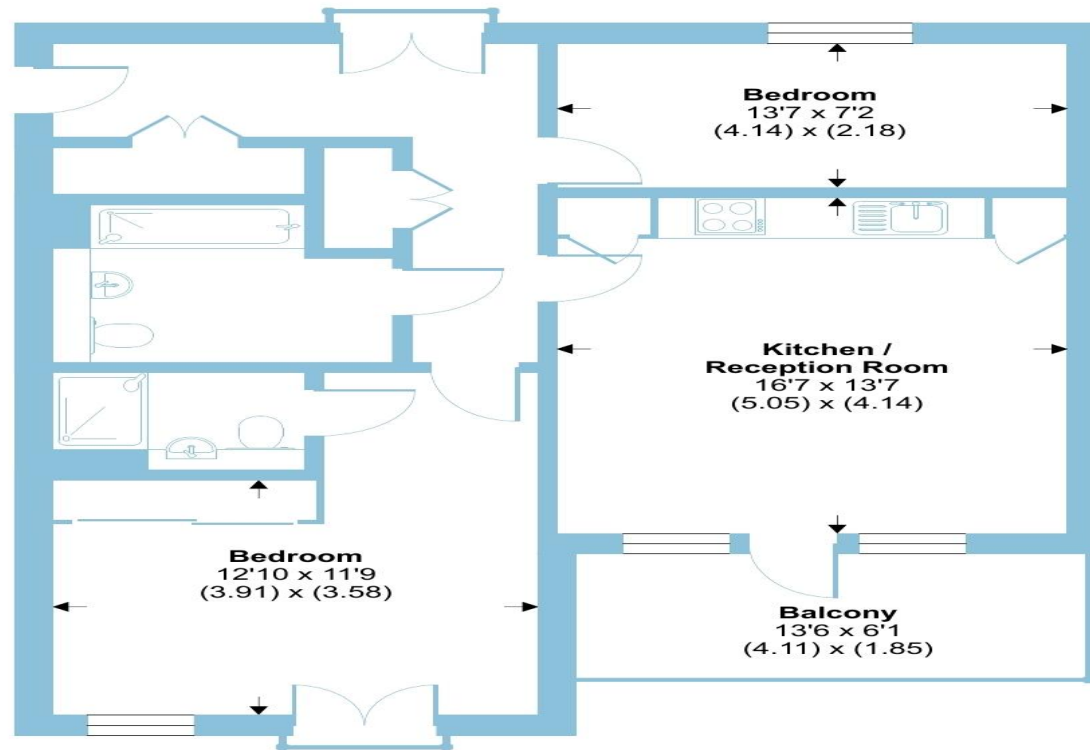 Bedroom
13'7 x 7'2
(4.14) x (2.18)
Kitchen /
Reception Room
16'7 x 13'7
(5.05) x (4.14)
Bedroom
12'10 x 11'9
(3.91) x (3.58)
Balcony
13'6 x 6'1
(4.11) x (1.85)